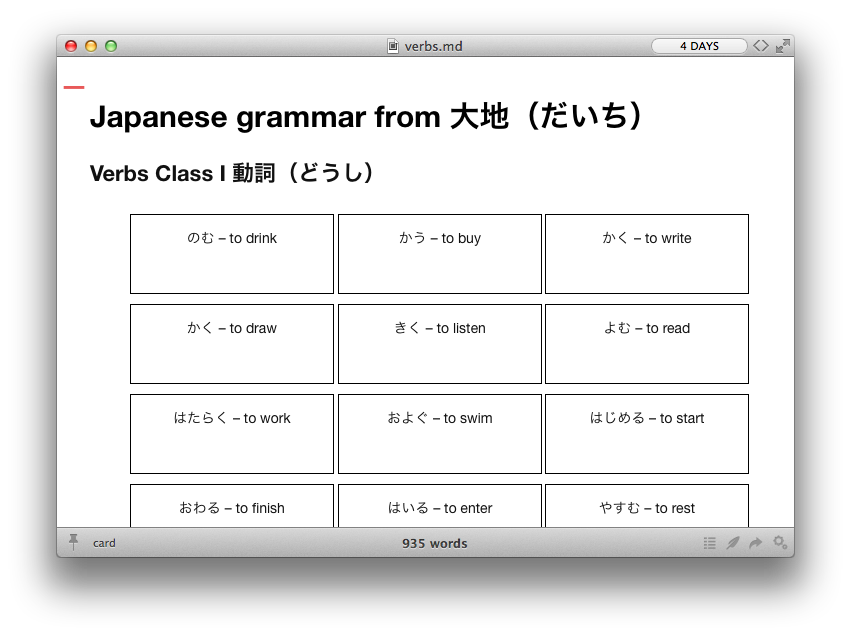 verbs.md
4 DAYS
Japanese grammar from 大地（だいち）
Verbs Class I 動詞（どうし）
のむ – to drink
かう – to buy
かく – to write
かく – to draw
きく – to listen
よむ – to read
はたらく – to work
およぐ – to swim
はじめる – to start
おわる – to finish
はいる – to enter
やすむ – to rest
card
935 words